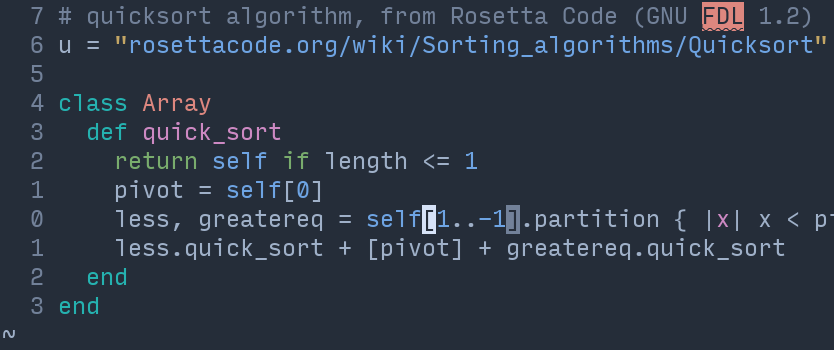 7 # quicksort algorithm, from Rosetta Code (GNU FDL 1.2)
6 u = "rosettacode.org/wiki/Sorting_algorithms/Quicksort"
5
4 class Array
3   def quick_sort
2     return self if length <= 1
1     pivot = self[0]
0     less, greatereq = self[1..-1].partition { |x| x < p
1     less.quick_sort + [pivot] + greatereq.quick_sort
2   end
3 end
~